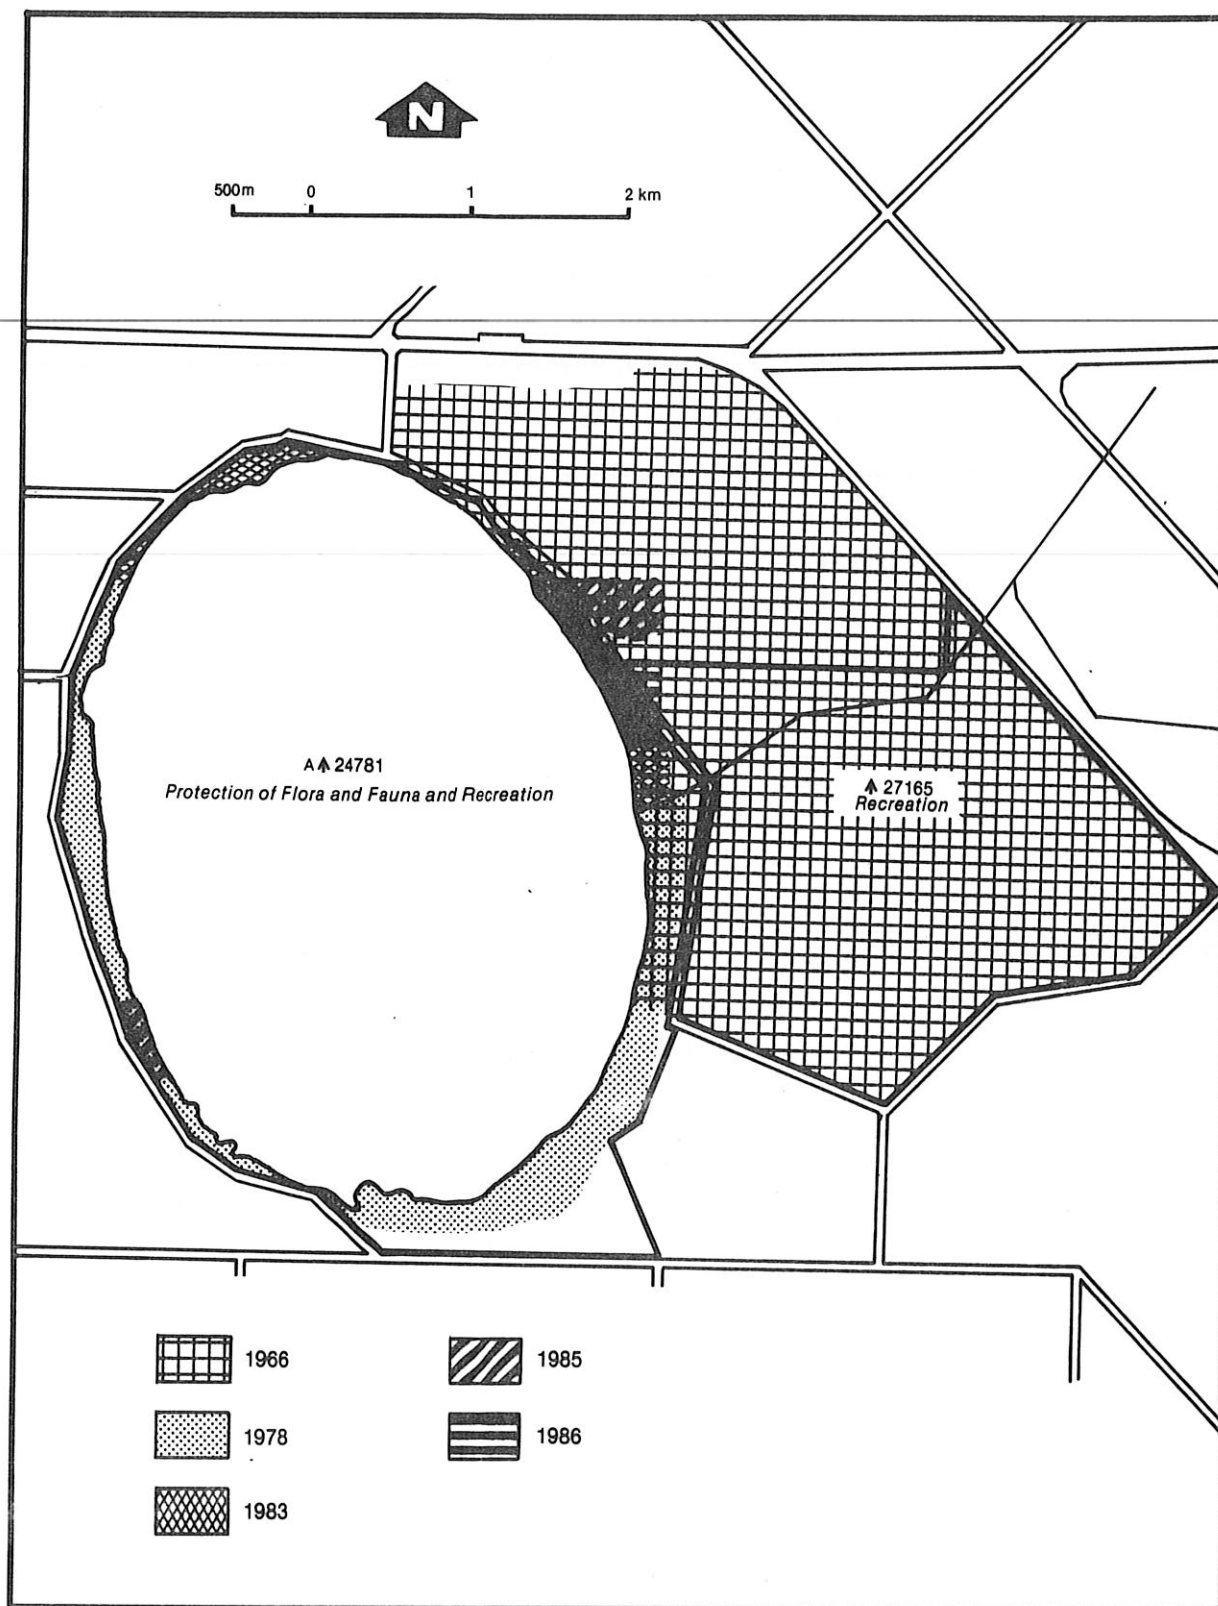 N
500m 0 1 2 km
A 24781
Protection of Flora and Fauna and Recreation
27165
Recreation
1966
1985
1978
1986
1983